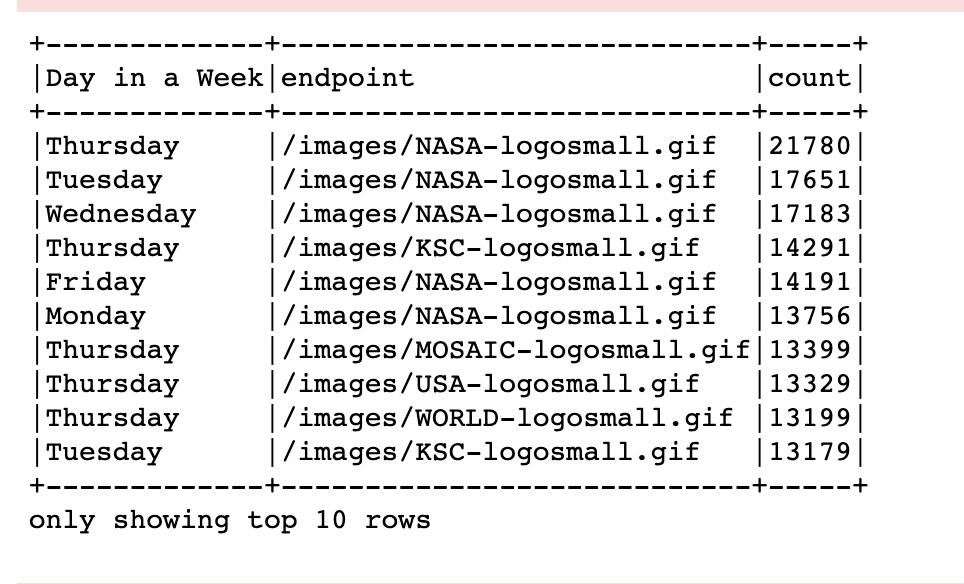 +-------------+----------------------------+-----+
|Day in a Week|endpoint                    |count|
+-------------+----------------------------+-----+
|Thursday     |/images/NASA-logosmall.gif  |21780|
|Tuesday      |/images/NASA-logosmall.gif  |17651|
|Wednesday    |/images/NASA-logosmall.gif  |17183|
|Thursday     |/images/KSC-logosmall.gif   |14291|
|Friday       |/images/NASA-logosmall.gif  |14191|
|Monday       |/images/NASA-logosmall.gif  |13756|
|Thursday     |/images/MOSAIC-logosmall.gif|13399|
|Thursday     |/images/USA-logosmall.gif   |13329|
|Thursday     |/images/WORLD-logosmall.gif |13199|
|Tuesday      |/images/KSC-logosmall.gif   |13179|
+-------------+----------------------------+-----+
only showing top 10 rows